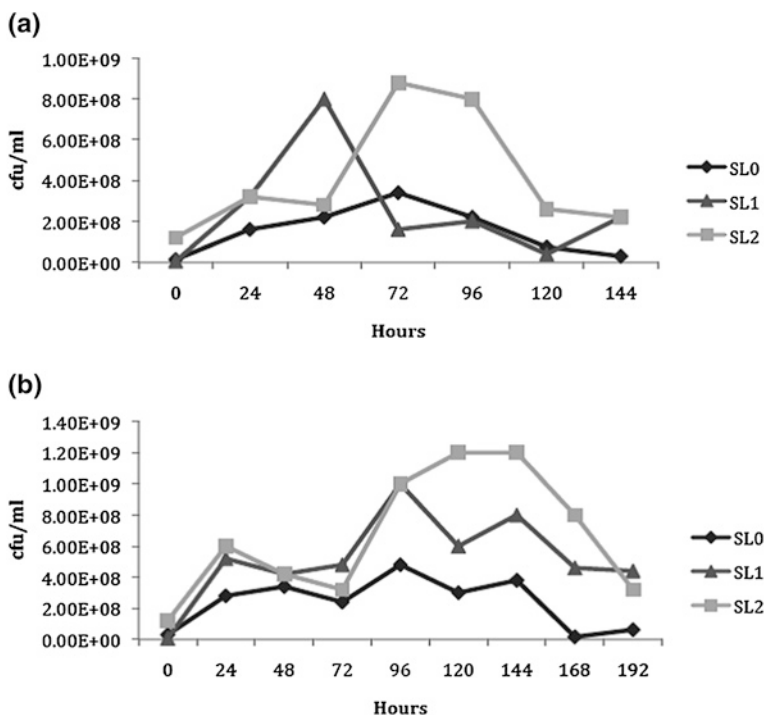 (a)
1.00E+09
8.00E+08
6.00E+08
4.00E+08
2.00E+08
0.00E+00
cfu/ml
0 24 48 72 96 120 144
Hours
SL0
SL1
SL2
(b)
1.40E+09
1.20E+09
1.00E+09
8.00E+08
6.00E+08
4.00E+08
2.00E+08
0.00E+00
cfu/ml
0 24 48 72 96 120 144 168 192
Hours
SL0
SL1
SL2